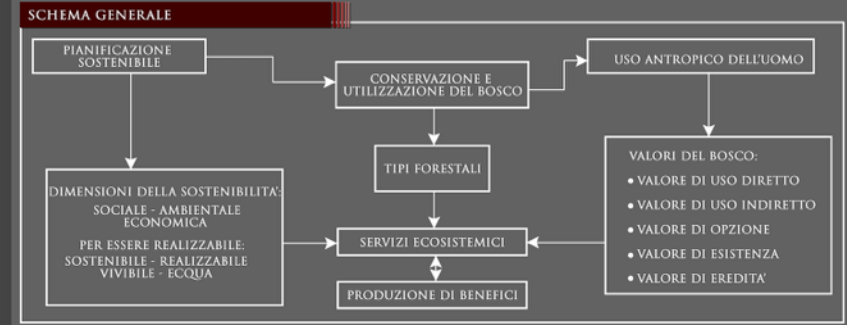 SCHEMA GENERALE
PIANIFICAZIONE
SOSTENIBILE
CONSERVAZIONE E
UTILIZZAZIONE DEL BOSCO
USO ANTROPICO DELL'UOMO
TIPI FORESTALI
DIMENSIONI DELLA SOSTENIBILITA':
SOCIALE - AMBIENTALE
ECONOMICA
PER ESSERE REALIZZABILE:
SOSTENIBILE - REALIZZABILE
VIVIBILE - ECQUA
SERVIZI ECOSISTEMICI
PRODUZIONE DI BENEFICI
VALORI DEL BOSCO:
• VALORE DI USO DIRETTO
• VALORE DI USO INDIRETTO
• VALORE DI OPZIONE
• VALORE DI ESISTENZA
• VALORE DI EREDITA'